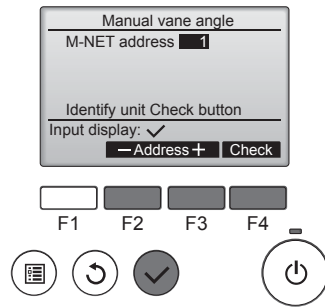 Manual vane angle
M-NET address 1
Identify unit Check button
Input display: ✓
−Address+ Check
F1 F2 F3 F4